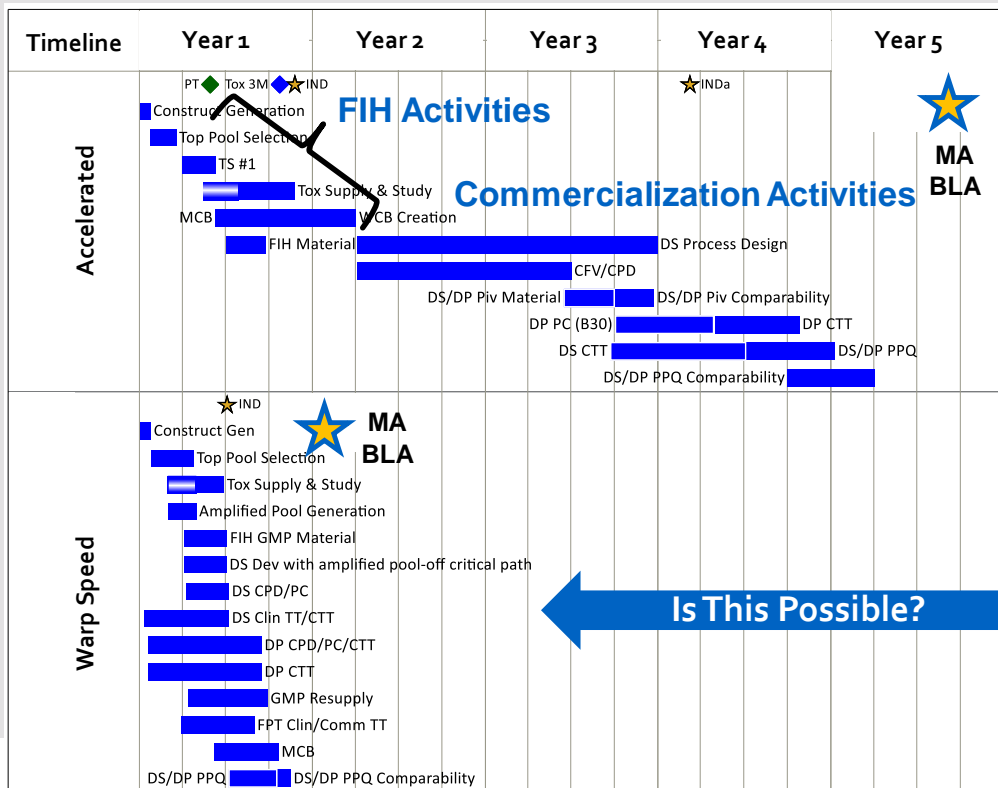 Timeline
Year 1
Year 2
Year 3
Year 4
Year 5
Accelerated
PT
Tox 3M
IND
INDa
Construct Generation
FIH Activities
Top Pool Selection
MA
BLA
TS #1
Tox Supply & Study
Commercialization Activities
MCB
WCB Creation
FIH Material
DS Process Design
CFV/CPD
DS/DP Piv Material
DS/DP Piv Comparability
DP PC (B30)
DP CTT
DS CTT
DS/DP PPQ
DS/DP PPQ Comparability
Warp Speed
IND
MA
BLA
Construct Gen
Top Pool Selection
Tox Supply & Study
Amplified Pool Generation
FIH GMP Material
DS Dev with amplified pool-off critical path
DS CPD/PC
Is This Possible?
DS Clin TT/CTT
DP CPD/PC/CTT
DP CTT
GMP Resupply
FPT Clin/Comm TT
MCB
DS/DP PPQ
DS/DP PPQ Comparability